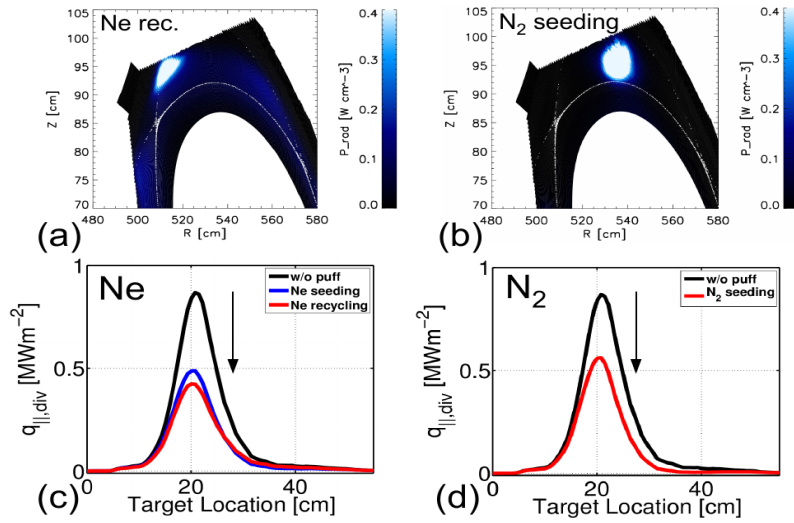 Ne rec.
105
100
95
90
85
80
75
70
Z [cm]
480 500 520 540 560 580
R [cm]
0.4
0.3
0.2
0.1
0.0
P_rad [W cm^-3]
(a)
N2 seeding
105
100
95
90
85
80
75
70
Z [cm]
480 500 520 540 560 580
R [cm]
0.4
0.3
0.2
0.1
0.0
P_rad [W cm^-3]
(b)
Ne
w/o puff
Ne seeding
Ne recycling
1
0.5
0
q||,div [MWm-2]
0 20 40
Target Location [cm]
(c)
N2
w/o puff
N2 seeding
1
0.5
0
q||,div [MWm-2]
0 20 40
Target Location [cm]
(d)